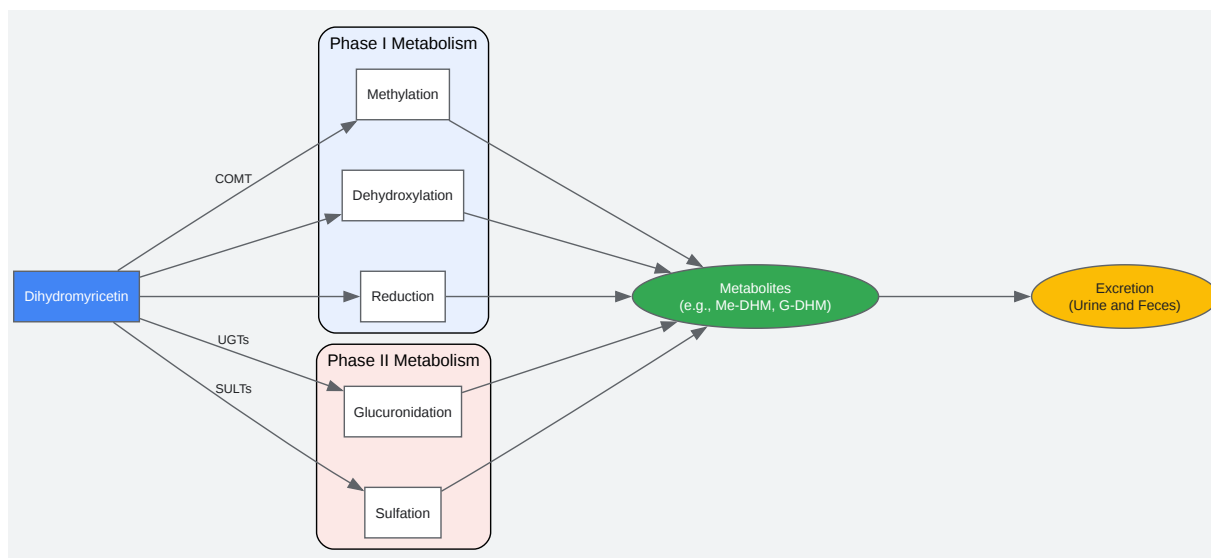 Phase I Metabolism
Methylation
COMT
Dehydroxylation
Dihydromyricetin
Reduction
Metabolites
(e.g., Me-DHM, G-DHM)
Excretion
(Urine and Feces)
UGTs
Phase II Metabolism
SULTs
Glucuronidation
Sulfation